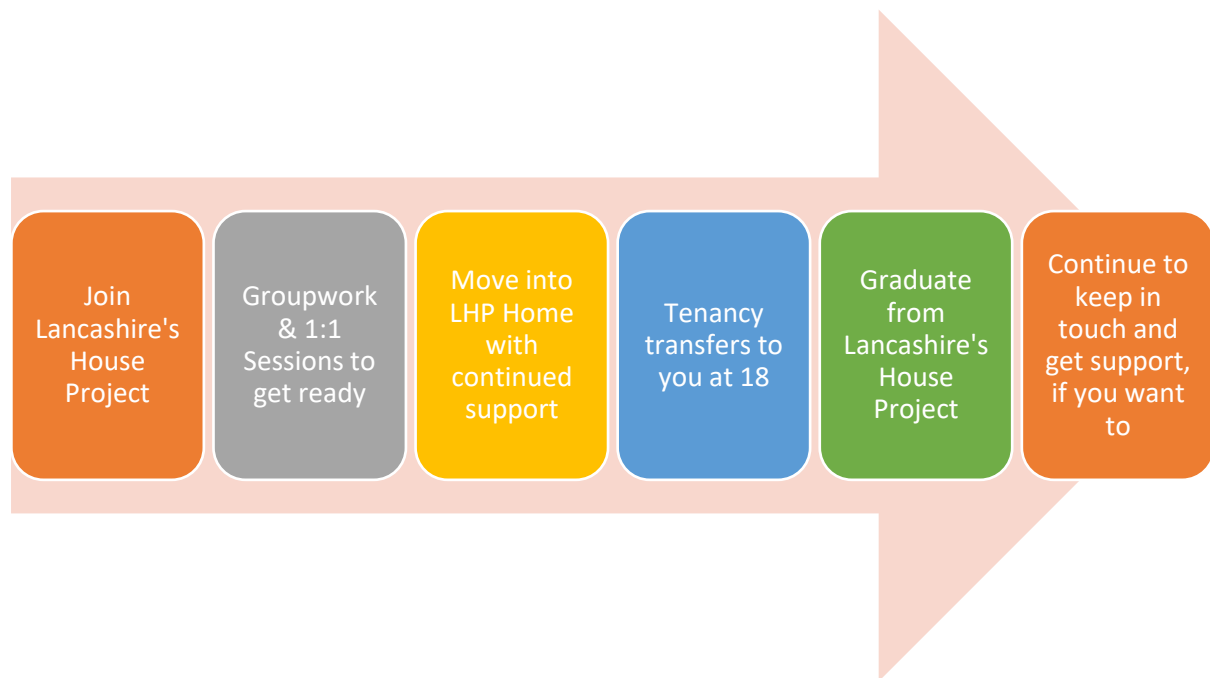 Join
Lancashire's
House
Project
Groupwork
& 1:1
Sessions to
get ready
Move into
LHP Home
with
continued
support
Tenancy
transfers to
you at 18
Graduate
from
Lancashire's
House
Project
Continue to
keep in
touch and
get support,
if you want
to